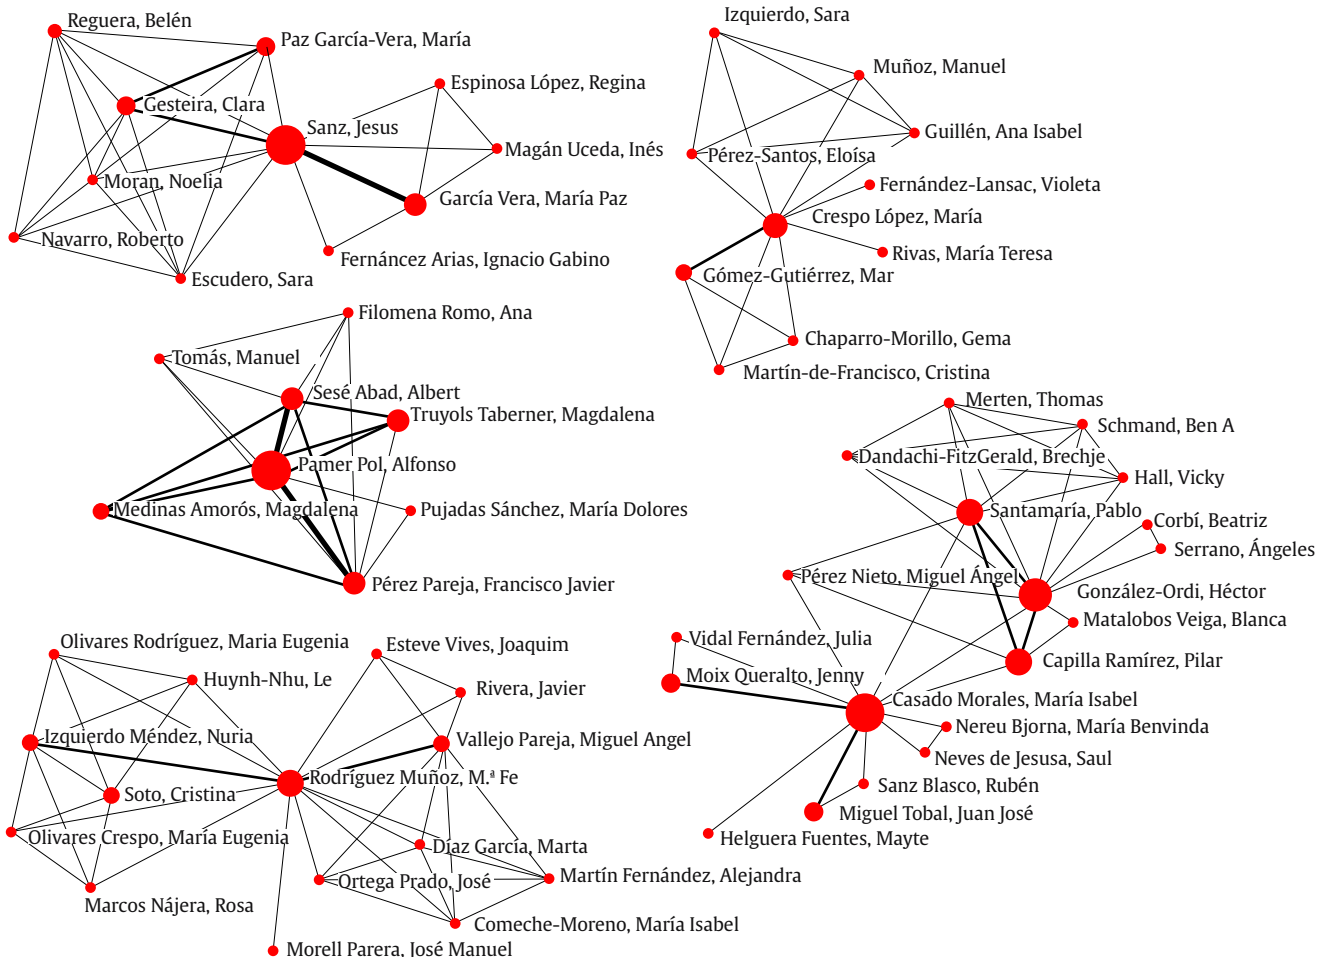 Reguera, Belén
Paz García-Vera, María
Espinosa López, Regina
Gesteira, Clara
Sanz, Jesus
Magán Uceda, Inés
Moran, Noelia
García Vera, María Paz
Navarro, Roberto
Fernáncez Arias, Ignacio Gabino
Escudero, Sara
Izquierdo, Sara
Muñoz, Manuel
Guillén, Ana Isabel
Pérez-Santos, Eloísa
Fernández-Lansac, Violeta
Crespo López, María
Rivas, María Teresa
Gómez-Gutiérrez, Mar
Chaparro-Morillo, Gema
Martín-de-Francisco, Cristina
Filomena Romo, Ana
Tomás, Manuel
Sesé Abad, Albert
Truyols Taberner, Magdalena
Pamer Pol, Alfonso
Medinas Amorós, Magdalena
Pujadas Sánchez, María Dolores
Pérez Pareja, Francisco Javier
Merten, Thomas
Schmand, Ben A
Dandachi-FitzGerald, Brechje
Hall, Vicky
Santamaría, Pablo
Corbí, Beatriz
Serrano, Ángeles
Pérez Nieto, Miguel Ángel
González-Ordi, Héctor
Matalobos Veiga, Blanca
Vidal Fernández, Julia
Capilla Ramírez, Pilar
Moix Queralto, Jenny
Casado Morales, María Isabel
Nereu Bjorna, María Benvinda
Neves de Jesusa, Saul
Sanz Blasco, Rubén
Miguel Tobal, Juan José
Helguera Fuentes, Mayte
Olivares Rodríguez, Maria Eugenia
Esteve Vives, Joaquim
Huynh-Nhu, Le
Rivera, Javier
Izquierdo Méndez, Nuria
Vallejo Pareja, Miguel Angel
Rodríguez Muñoz, M.ª Fe
Soto, Cristina
Olivares Crespo, María Eugenia
Díaz García, Marta
Ortega Prado, José
Martín Fernández, Alejandra
Marcos Nájera, Rosa
Comeche-Moreno, María Isabel
Morell Parera, José Manuel